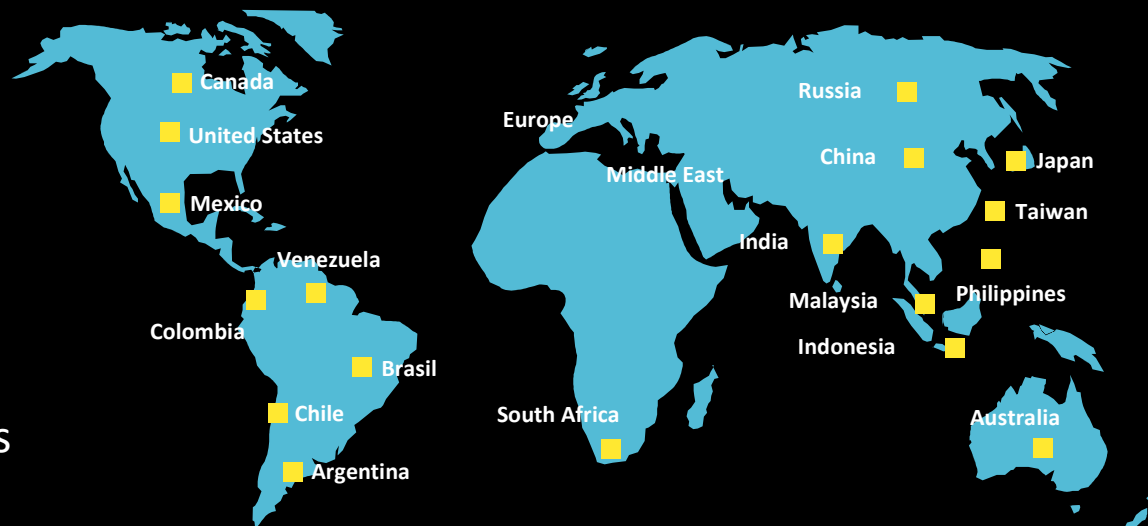 Canada
United States
Mexico
Venezuela
Colombia
Brasil
Chile
Argentina
s
Europe
Middle East
South Africa
Russia
China
Japan
Taiwan
India
Malaysia
Philippines
Indonesia
Australia